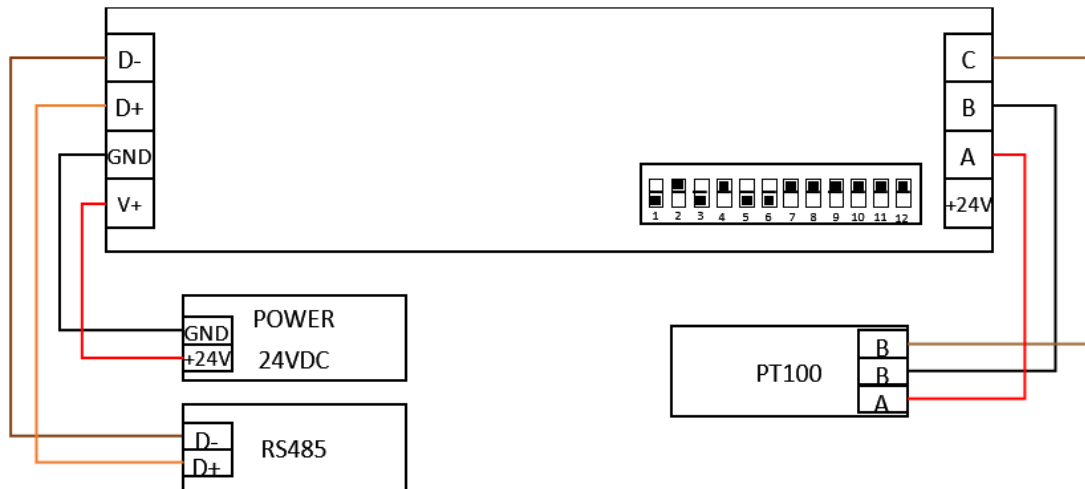 D-
D+
GND
V+
C
B
A
+24V
1 2 3 4 5 6 7 8 9 10 11 12
GND
+24V
POWER
24VDC
D-
D+
RS485
PT100
B
B
A